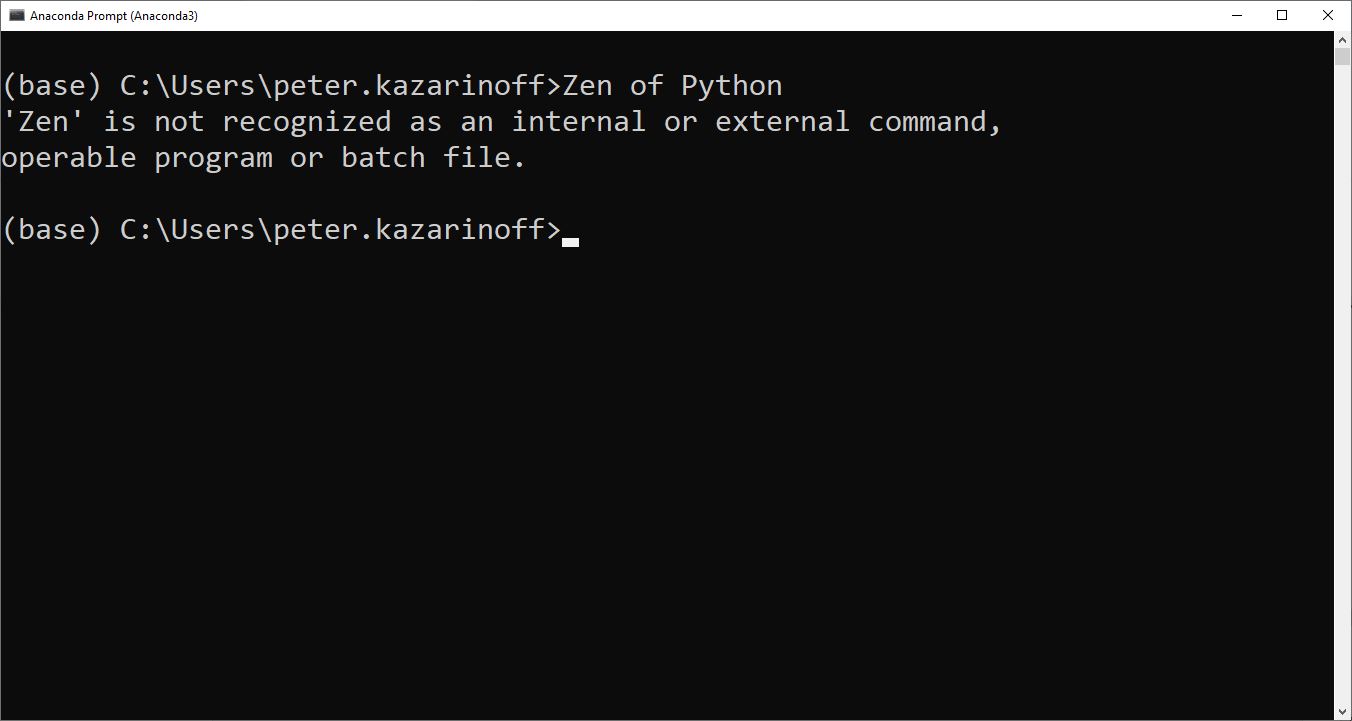 Anaconda Prompt (Anaconda3)
(base) C:\Users\peter.kazarinoff>Zen of Python
'Zen' is not recognized as an internal or external command,
operable program or batch file.
(base) C:\Users\peter.kazarinoff>